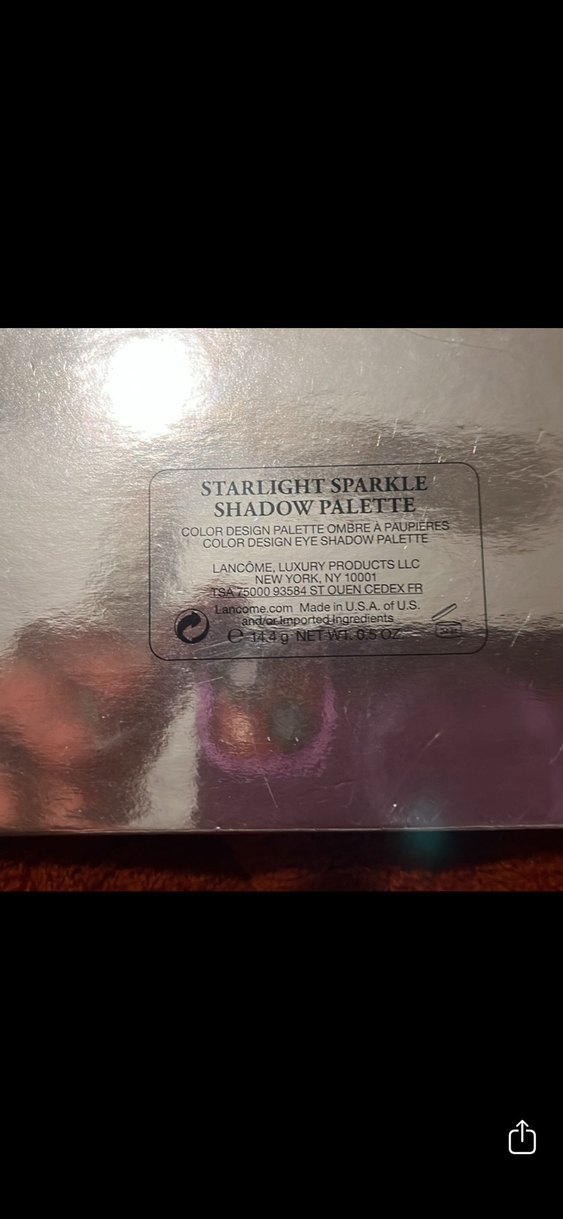 STARLIGHT SPARKLE
SHADOW PALETTE
COLOR DESIGN PALETTE OMBRE À PAUPIÈRES
COLOR DESIGN EYE SHADOW PALETTE
LANCÔME, LUXURY PRODUCTS LLC
NEW YORK, NY 10001
TSA 75000 93584 ST OUEN CEDEX FR
Lancome.com Made in U.S.A. of U.S.
and/or Imported Ingredients
℮ 14.4 g NET WT. 0.5 OZ.